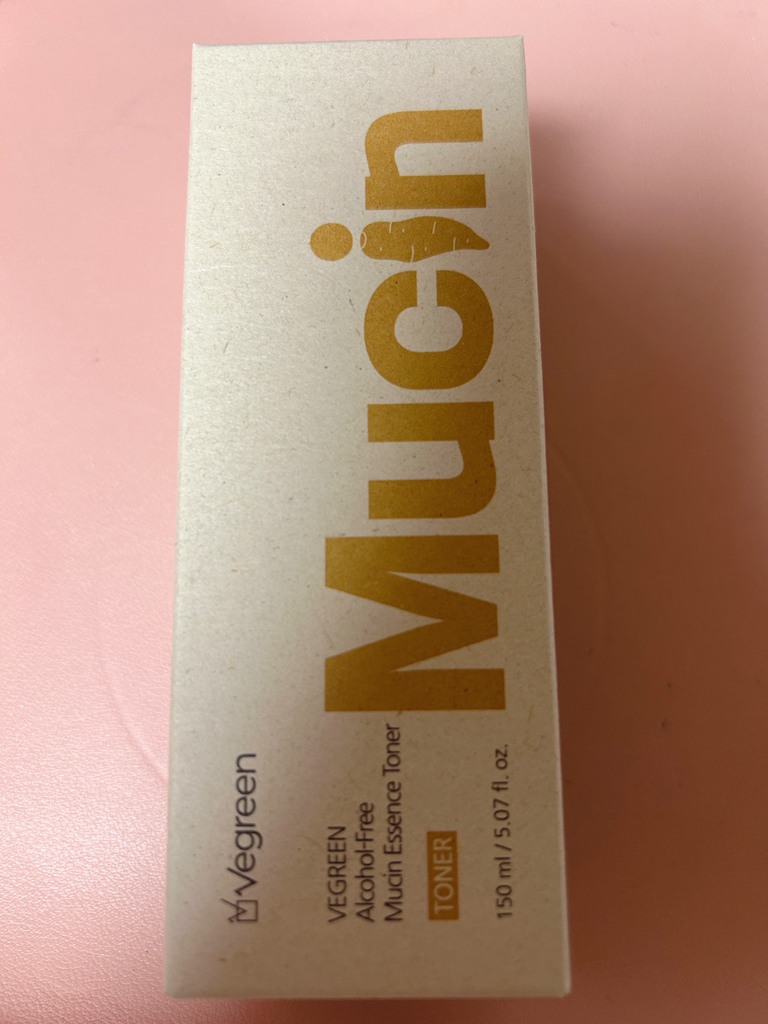 Vegreen
VEGREEN
Alcohol-Free
Mucin Essence Toner
TONER
150 ml / 5.07 fl. oz.
Mucin